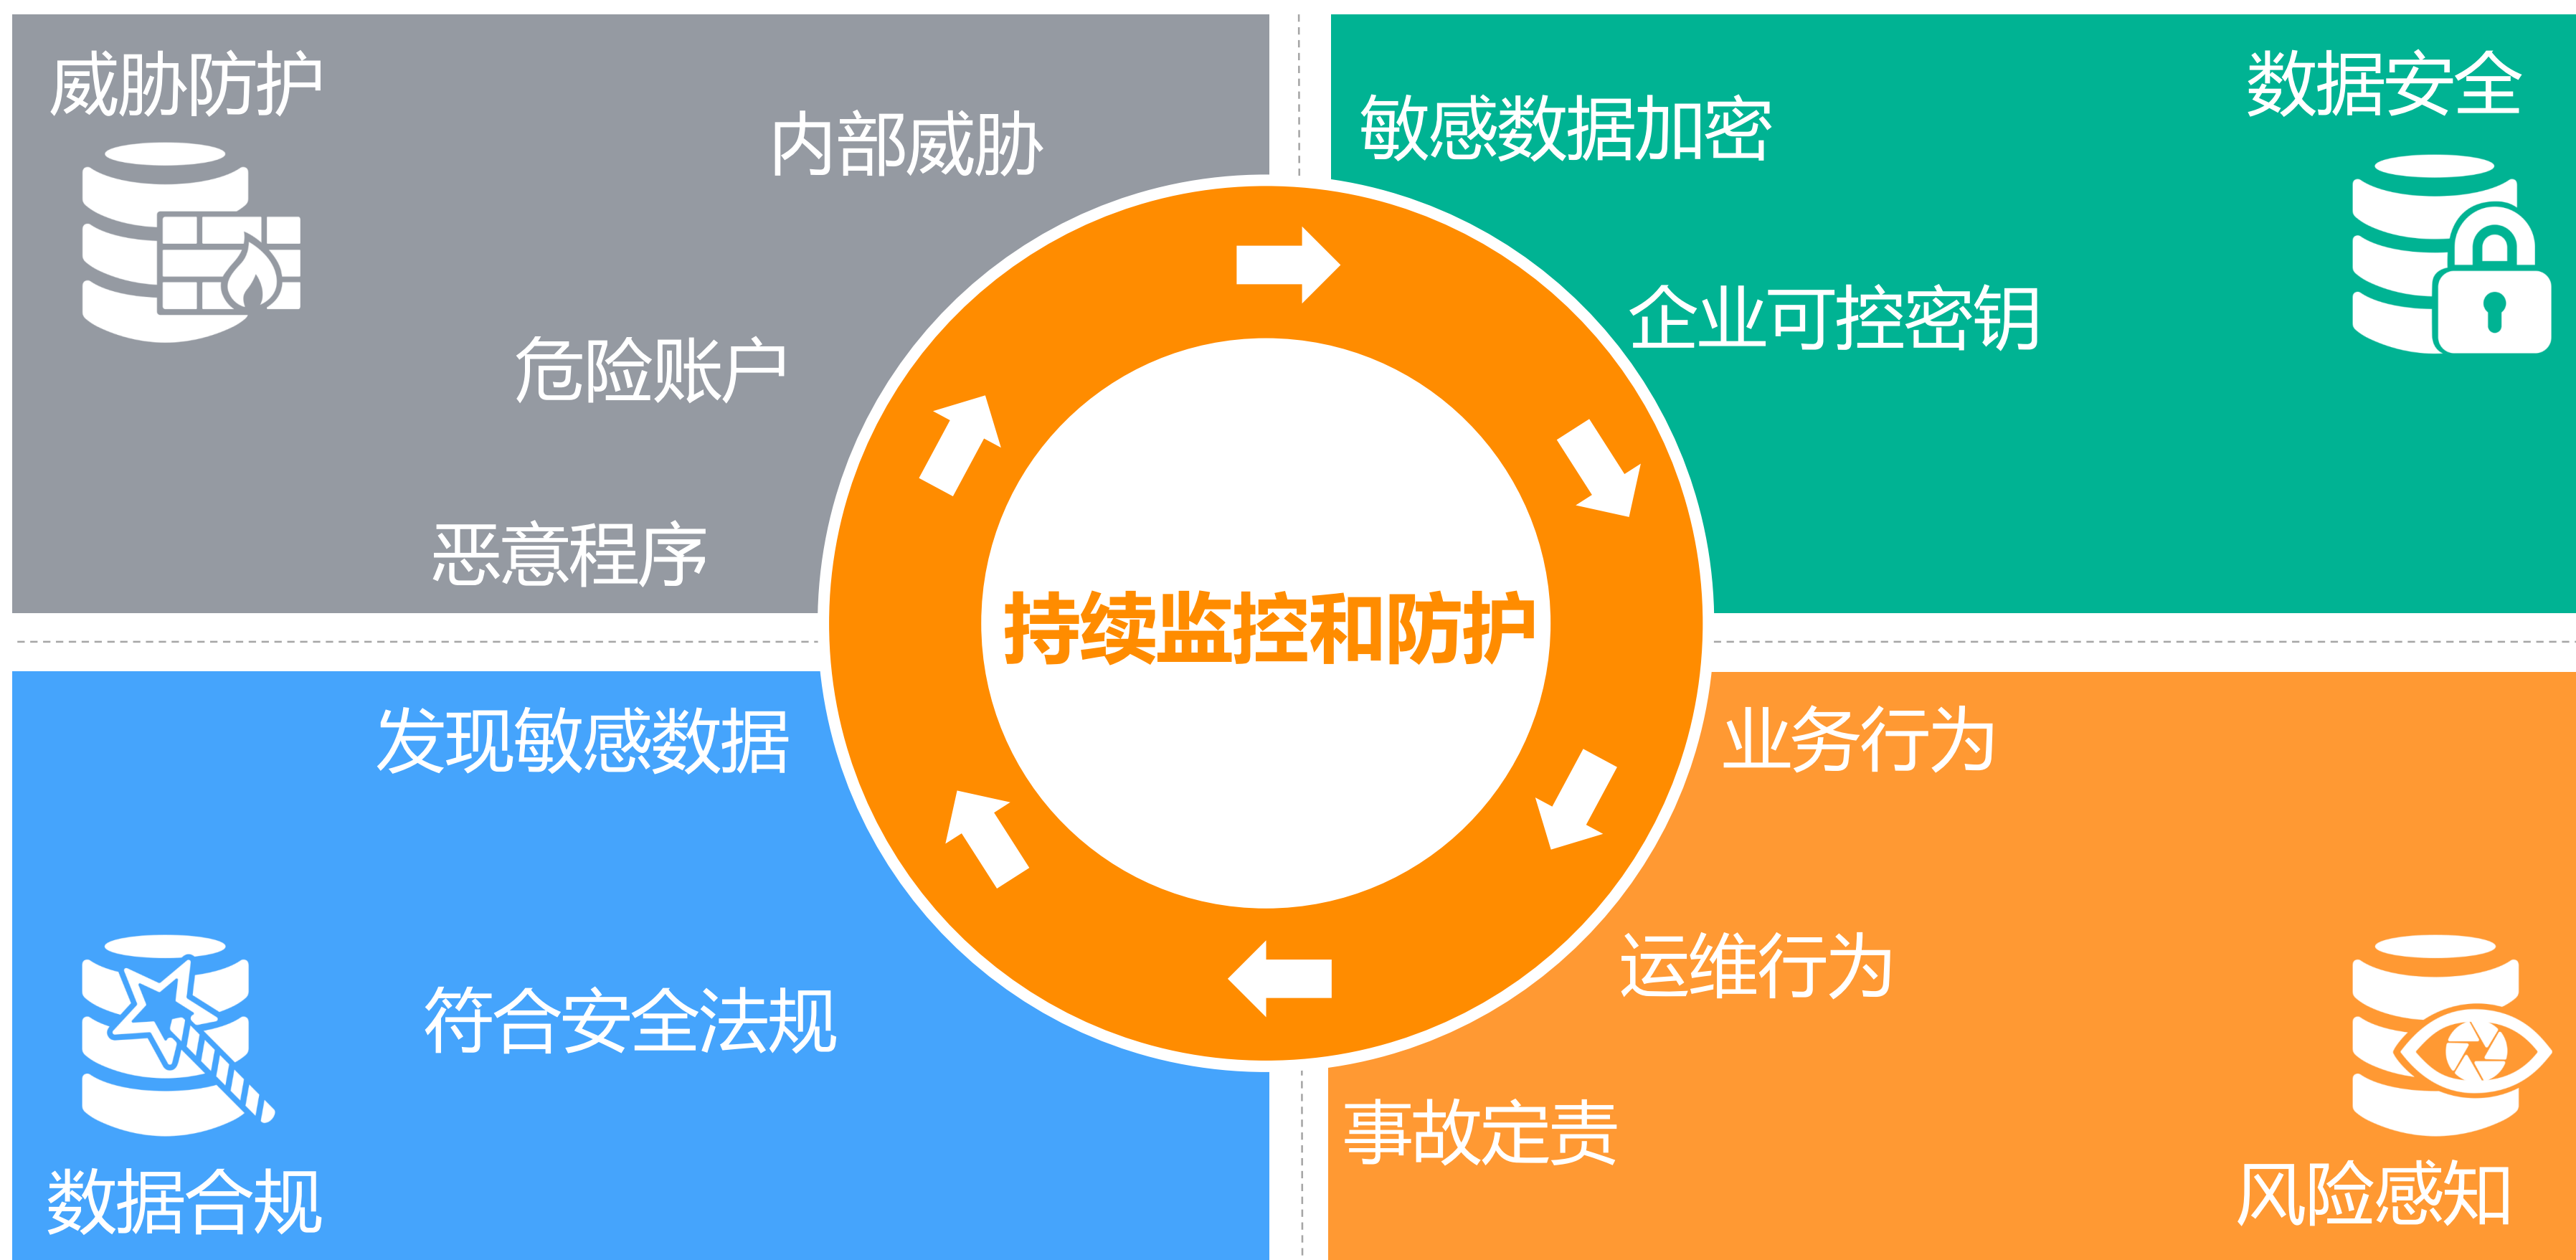 威胁防护
内部威胁
危险账户
恶意程序
敏感数据加密
数据安全
企业可控密钥
持续监控和防护
发现敏感数据
符合安全法规
数据合规
业务行为
运维行为
事故定责
风险感知